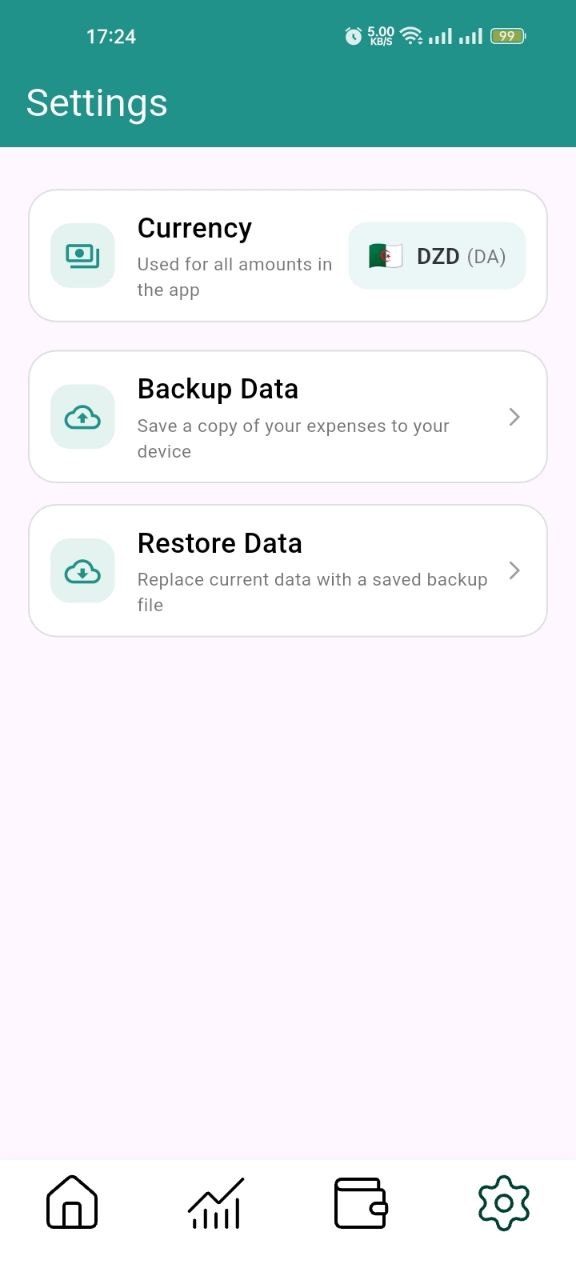 17:24
5.00
KB/S
99
Settings
Currency
Used for all amounts in
the app
DZD (DA)
Backup Data
Save a copy of your expenses to your
device
Restore Data
Replace current data with a saved backup
file